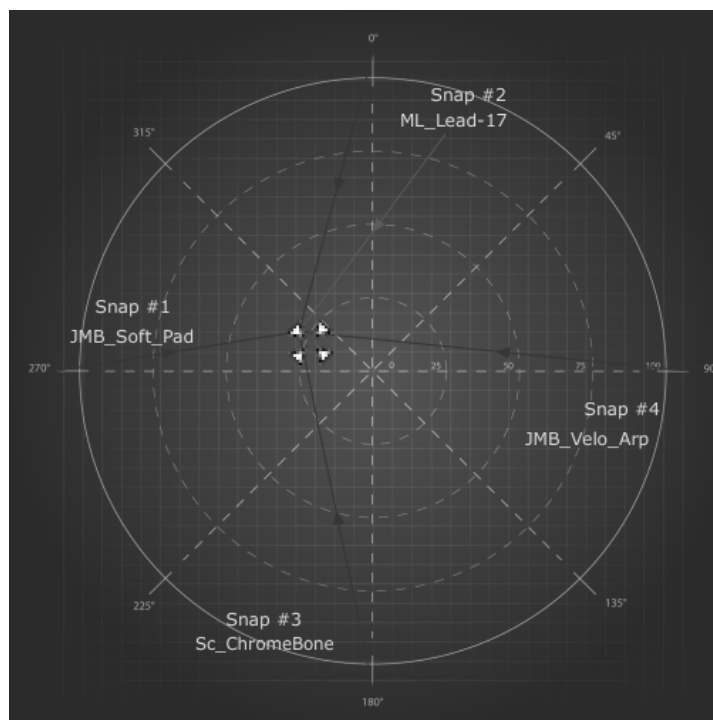 0°
Snap #2
ML_Lead-17
315°
45°
Snap #1
JMB_Soft_Pad
270°
0 25 50 75 100
90
Snap #4
JMB_Velo_Arp
225°
Snap #3
Sc_ChromeBone
135°
180°